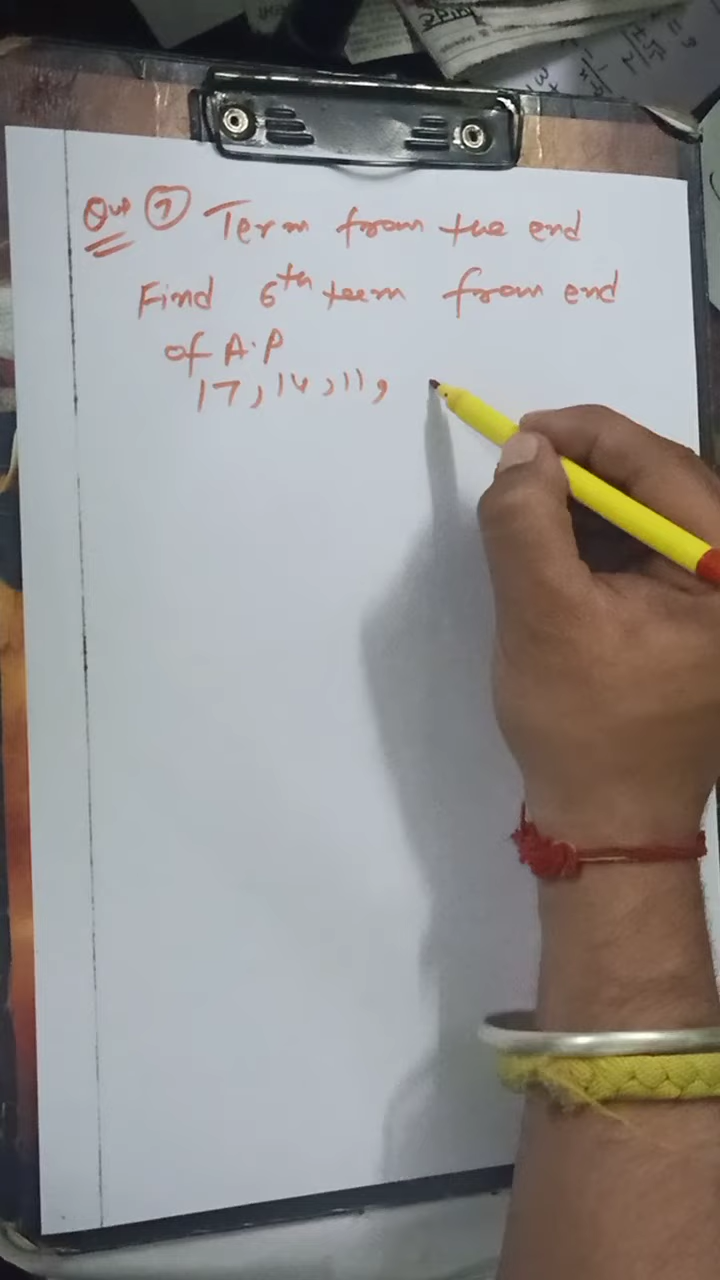 Que ⑦ Term from the end
Find 6th term from end
of A.P
17, 14, 11,